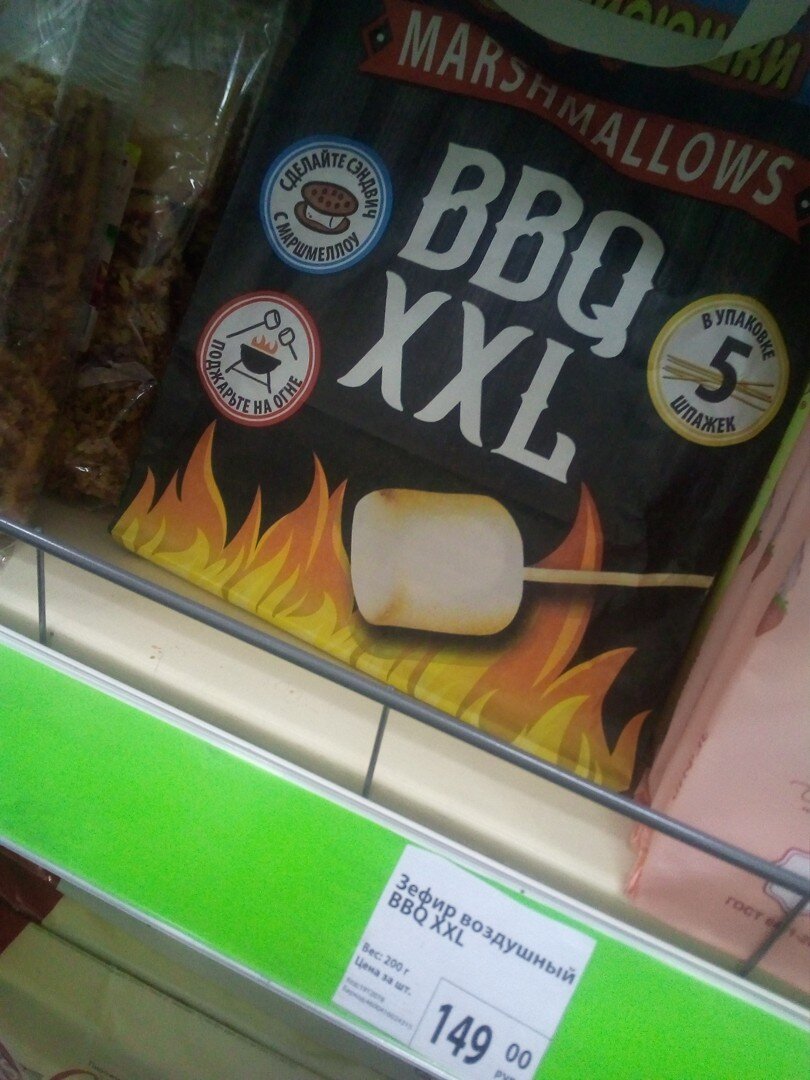 MARSHMALLOWS
BBQ
XXL
СДЕЛАЙТЕ СЭНДВИЧ
С МАРШМЕЛЛОУ
ПОДЖАРЬТЕ НА ОГНЕ
В УПАКОВКЕ
5
ШПАЖЕК
Зефир воздушный
BBQ XXL
Вес: 200 г
Цена за шт.
149 00
ГОСТ